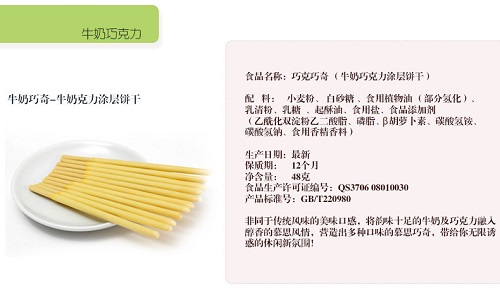 牛奶巧克力
牛奶巧奇-牛奶克力涂层饼干
食品名称：巧克巧奇（牛奶巧克力涂层饼干）
配 料： 小麦粉、白砂糖、食用植物油（部分氢化）、
乳清粉、乳糖 、起酥油、食用盐、食品添加剂
（乙酰化双淀粉乙二酸脂、磷脂、β胡萝卜素、碳酸氢铵、
碳酸氢钠、食用香精香料）
生产日期：最新
保质期： 12个月
净含量： 48克
食品生产许可证编号：QS3706 08010030
产品标准号：GB/T220980
非同于传统风味的美味口感，将韵味十足的牛奶及巧克力融入
醇香的慕思风情，营造出多种口味的慕思巧奇，带给你无限诱
惑的休闲新氛围!